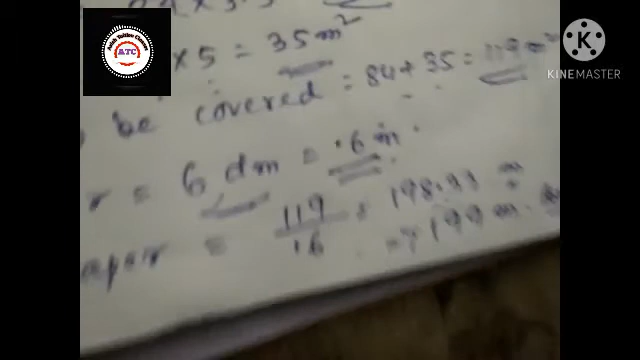 × 5 = 35 m²
be covered = 84 + 35 = 119 m²
r = 6 dm = .6 m.
aper = 119 / .6 = 198.33 m
=> 199 m.
ATC
KINEMASTER